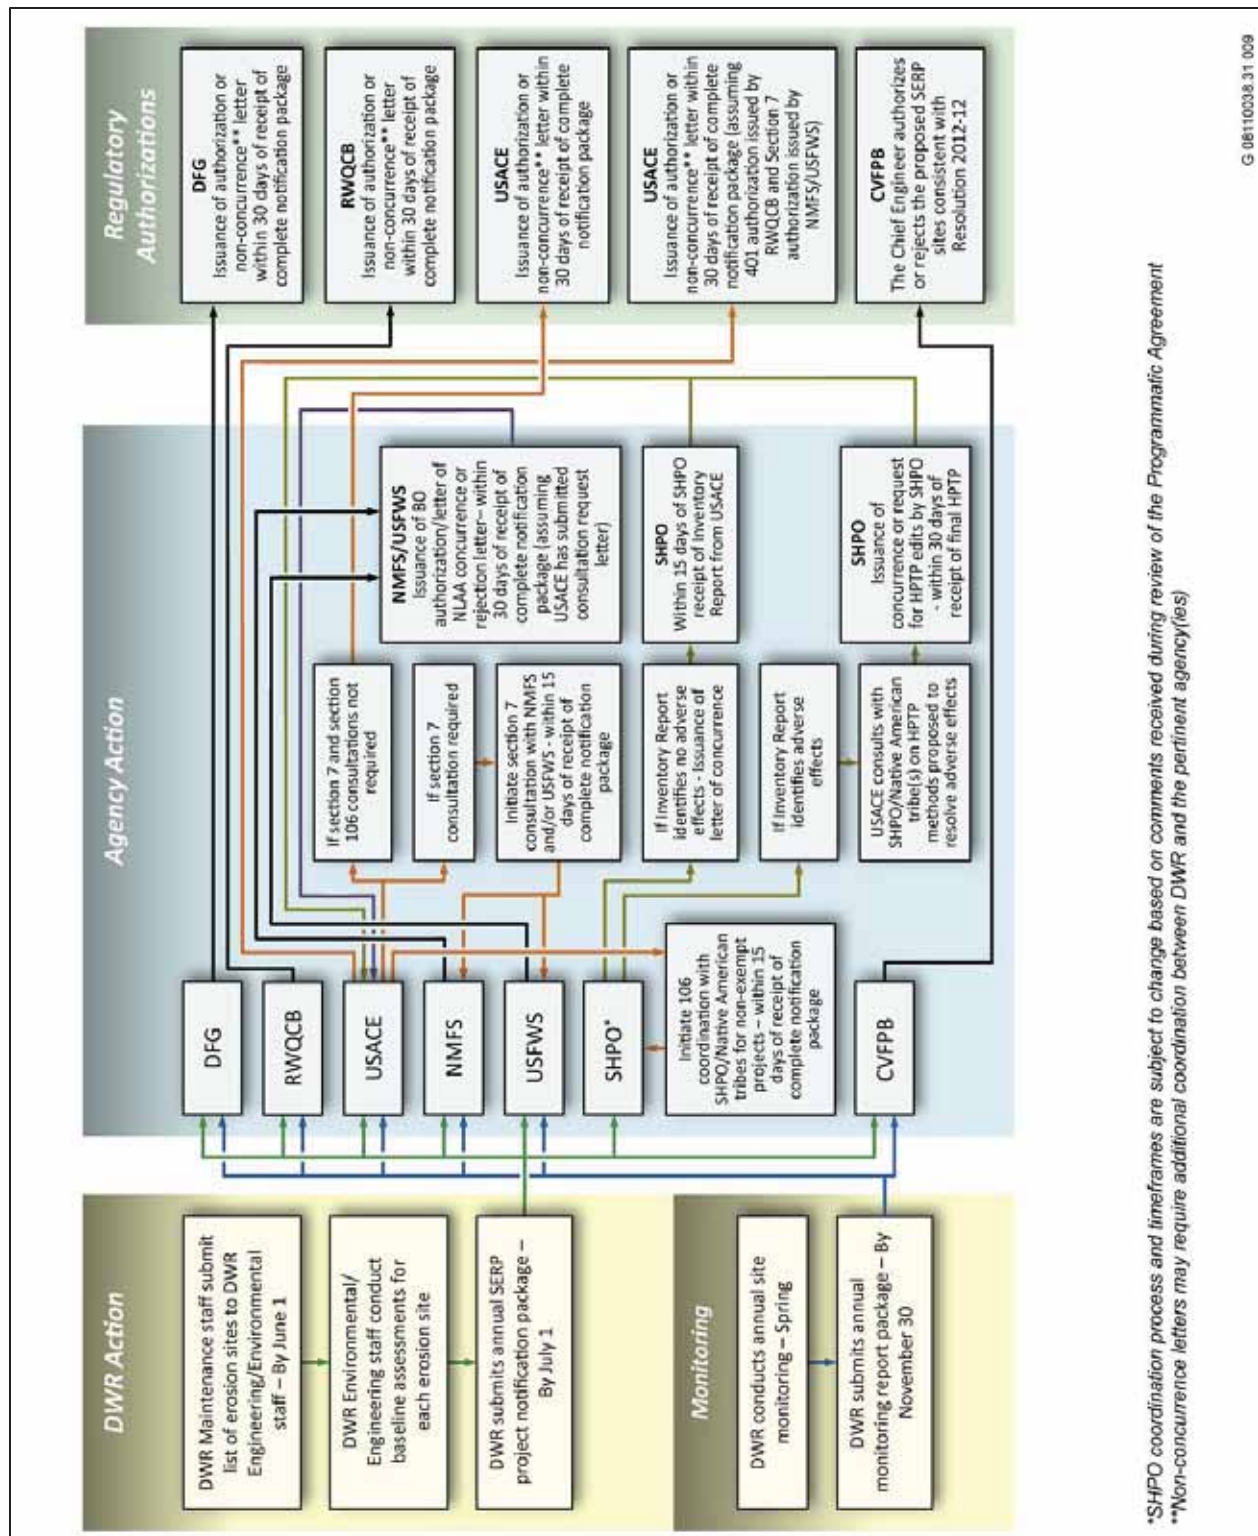 DWR Action
DWR Maintenance staff submit
list of erosion sites to DWR
Engineering/Environmental
staff – By June 1
DWR Environmental/
Engineering staff conduct
baseline assessments for
each erosion site
DWR submits annual SERP
project notification package –
By July 1
Monitoring
DWR conducts annual site
monitoring – Spring
DWR submits annual
monitoring report package – By
November 30
Agency Action
DFG
RWQCB
USACE
NMFS
USFWS
SHPO*
Initiate 106
coordination with
SHPO/Native American
tribes for non-exempt
projects – within 15
days of receipt of
complete notification
package
CVFPB
If section 7 and section
106 consultations not
required
If section 7
consultation required
Initiate section 7
consultation with NMFS
and/or USFWS - within 15
days of receipt of
complete notification
package
If Inventory Report
identifies no adverse
effects - Issuance of
letter of concurrence
If Inventory Report
identifies adverse
effects
USACE consults with
SHPO/Native American
tribe(s) on HPTP
methods proposed to
resolve adverse effects
NMFS/USFWS
Issuance of BO
authorization/letter of
NLAA concurrence or
rejection letter– within
30 days of receipt of
complete notification
package (assuming
USACE has submitted
consultation request
letter)
SHPO
Within 15 days of SHPO
receipt of Inventory
Report from USACE
SHPO
Issuance of
concurrence or request
for HPTP edits by SHPO
- within 30 days of
receipt of final HPTP
Regulatory
Authorizations
DFG
Issuance of authorization or
non-concurrence** letter
within 30 days of receipt of
complete notification package
RWQCB
Issuance of authorization or
non-concurrence** letter
within 30 days of receipt of
complete notification package
USACE
Issuance of authorization or
non-concurrence** letter within
30 days of receipt of complete
notification package
USACE
Issuance of authorization or
non-concurrence** letter within
30 days of receipt of complete
notification package (assuming
401 authorization issued by
RWQCB and Section 7
authorization issued by
NMFS/USFWS)
CVFPB
The Chief Engineer authorizes
or rejects the proposed SERP
sites consistent with
Resolution 2012-12
*SHPO coordination process and timeframes are subject to change based on comments received during review of the Programmatic Agreement
**Non-concurrence letters may require additional coordination between DWR and the pertinent agency(ies)
G 08110038.31 009